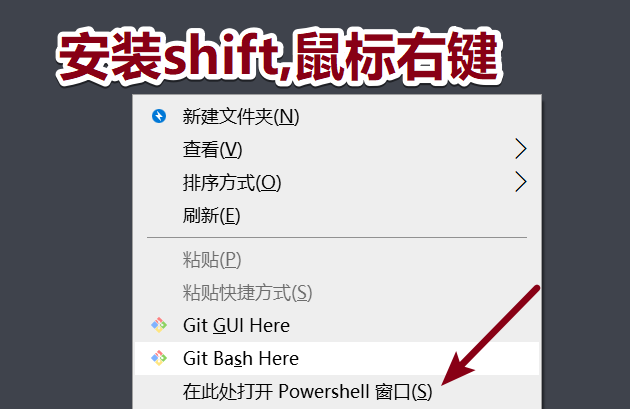 安装shift,鼠标右键
新建文件夹(N)
查看(V)
排序方式(O)
刷新(E)
粘贴(P)
粘贴快捷方式(S)
Git GUI Here
Git Bash Here
在此处打开 Powershell 窗口(S)